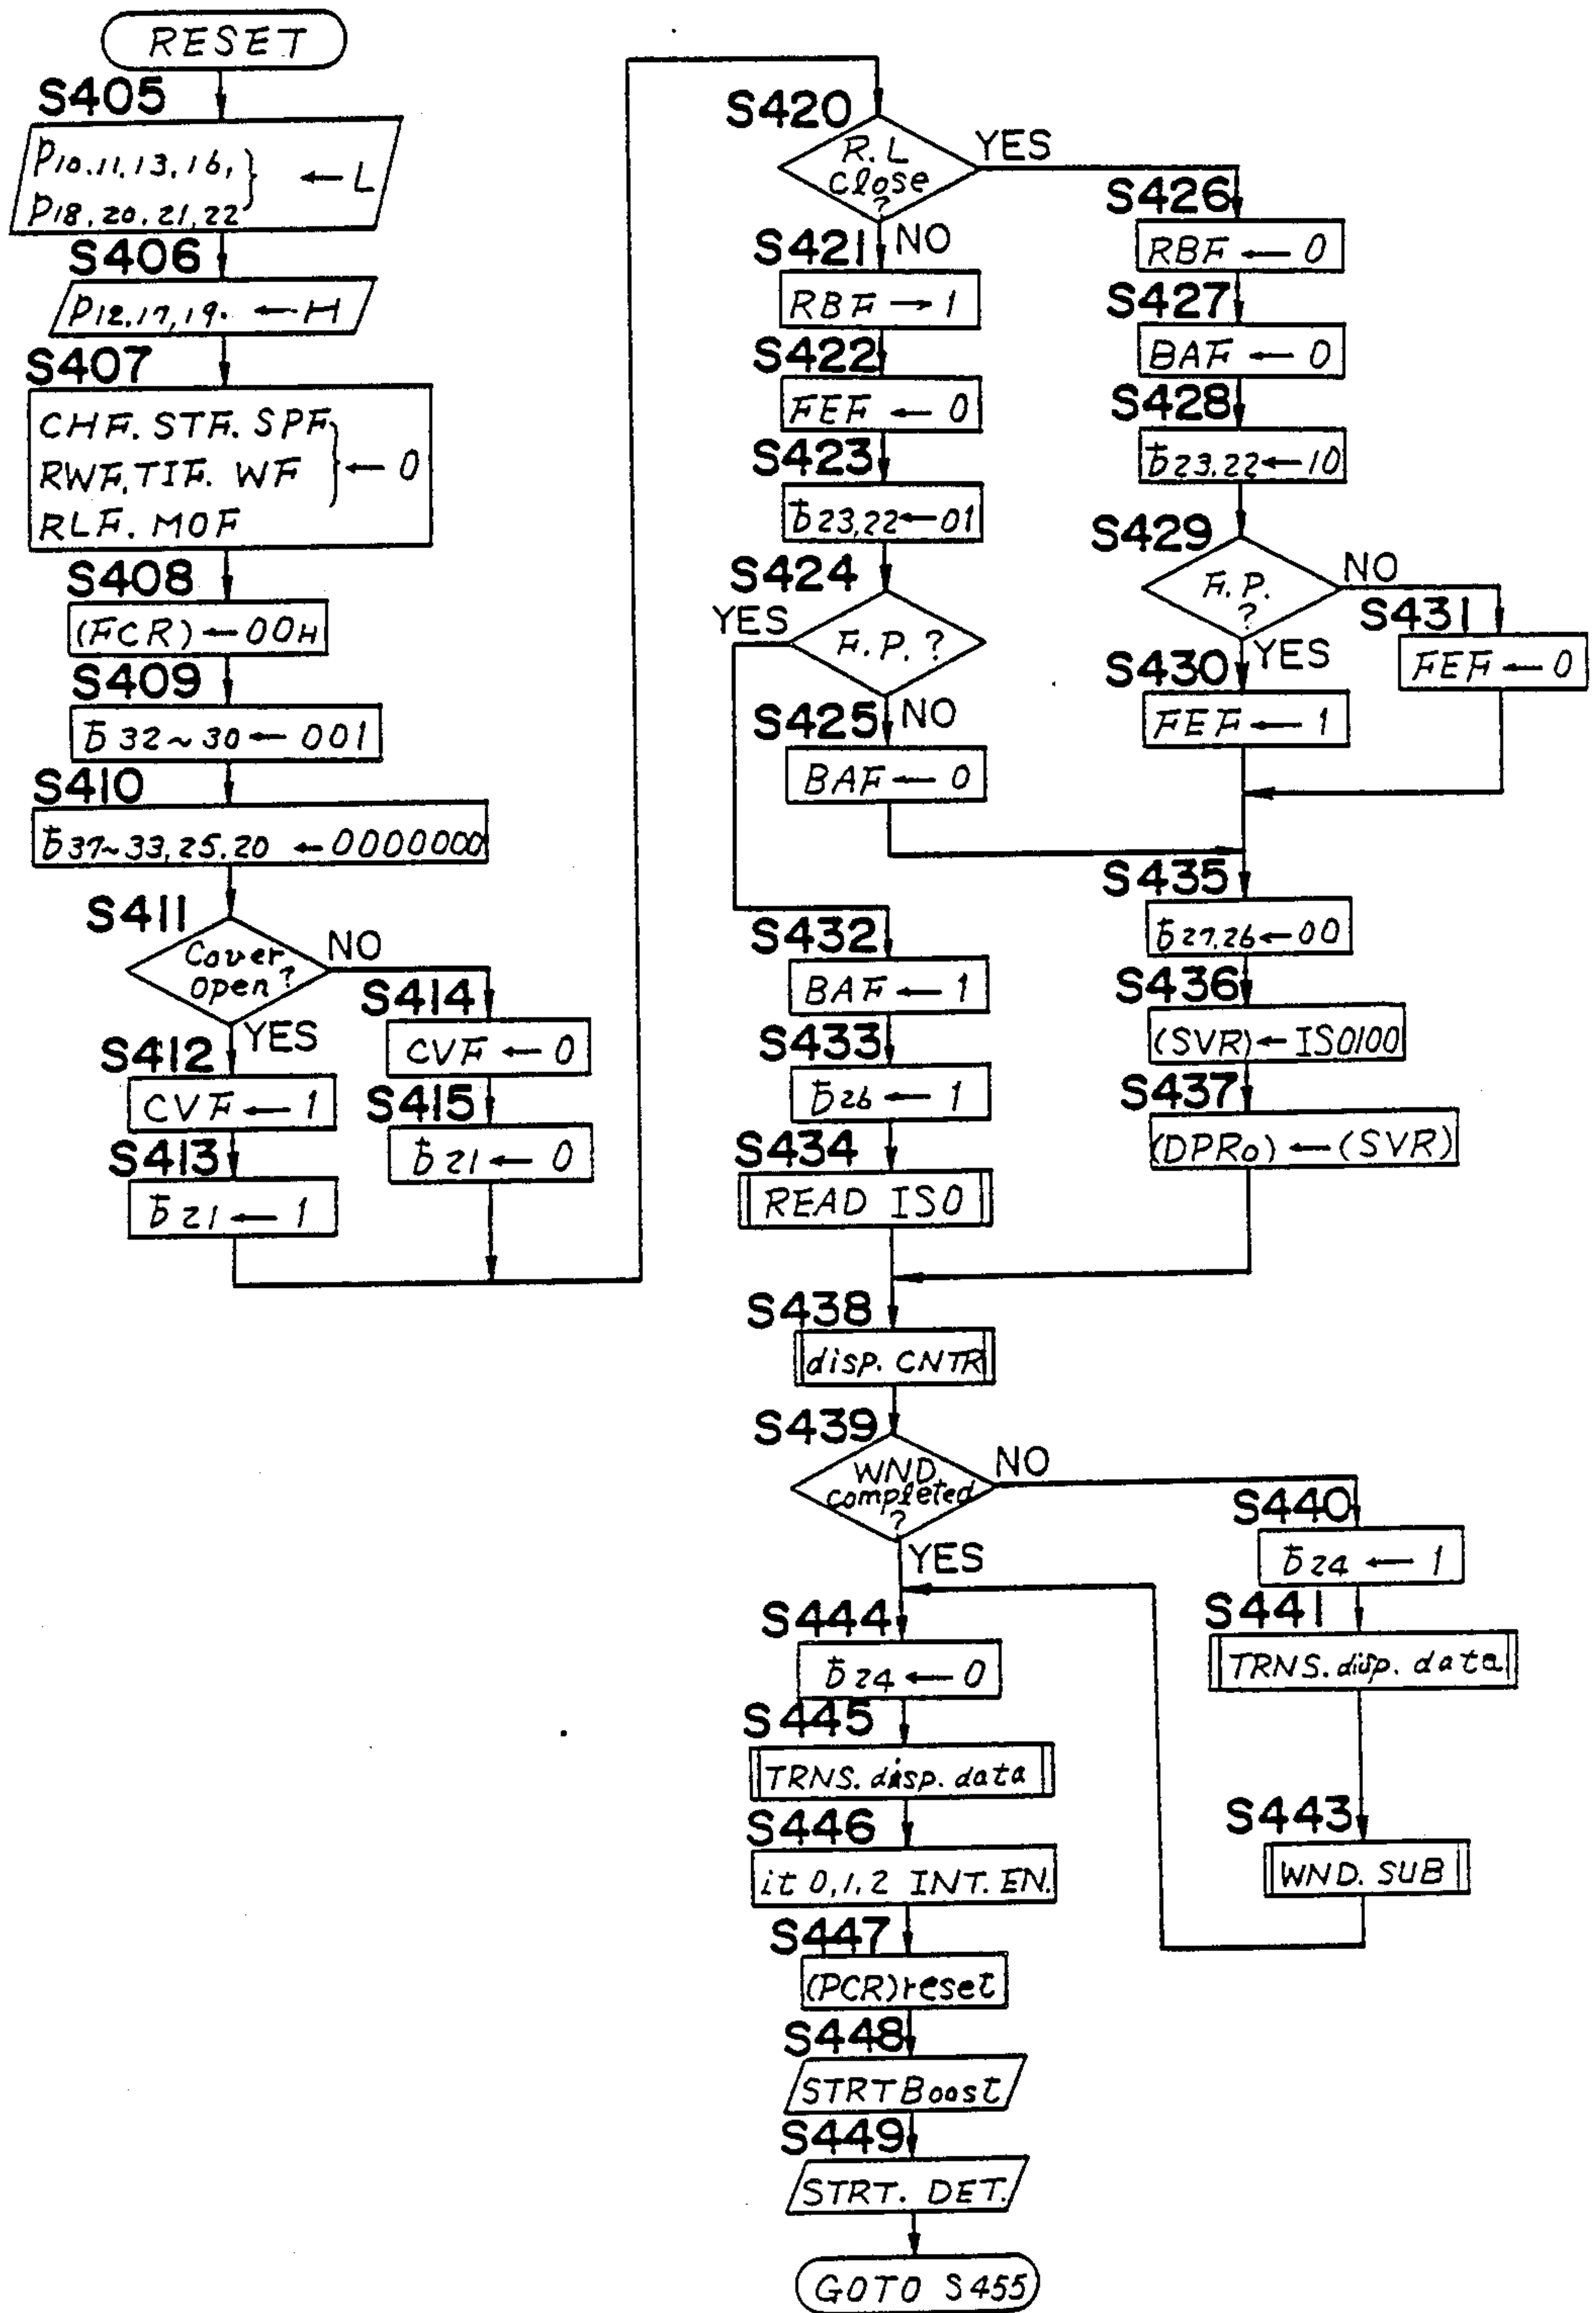 RESET
S405
P10.11.13.16,
P18.20.21,22
← L
S406
P12.17,19. ← H
S407
CHF. STF. SPF
RWF,TIF. WF
← 0
RLF. MOF
S408
(FCR) ← 00H
S409
b32~30 ← 001
S410
b37~33,25.20 ← 0000000
S411
Cover
open?
NO
YES
S412
CVF ← 1
S413
b21 ← 1
S414
CVF ← 0
S415
b21 ← 0
S420
R.L
close
?
YES
NO
S421
RBF → 1
S422
FEF ← 0
S423
b23,22 ← 01
S424
YES
F.P.?
S425
NO
BAF ← 0
S426
RBF ← 0
S427
BAF ← 0
S428
b23.22 ← 10
S429
F.P.
?
NO
YES
S430
FEF ← 1
S431
FEF ← 0
S432
BAF ← 1
S433
b26 ← 1
S434
READ ISO
S435
b27.26 ← 00
S436
(SVR) ← ISO100
S437
(DPR0) ← (SVR)
S438
disp. CNTR
S439
WND.
completed
?
NO
YES
S440
b24 ← 1
S441
TRNS.disp.data
S443
WND.SUB
S444
b24 ← 0
S445
TRNS.disp.data
S446
it 0,1,2 INT.EN.
S447
(PCR)reset
S448
STRT Boost
S449
STRT. DET.
GOTO S455